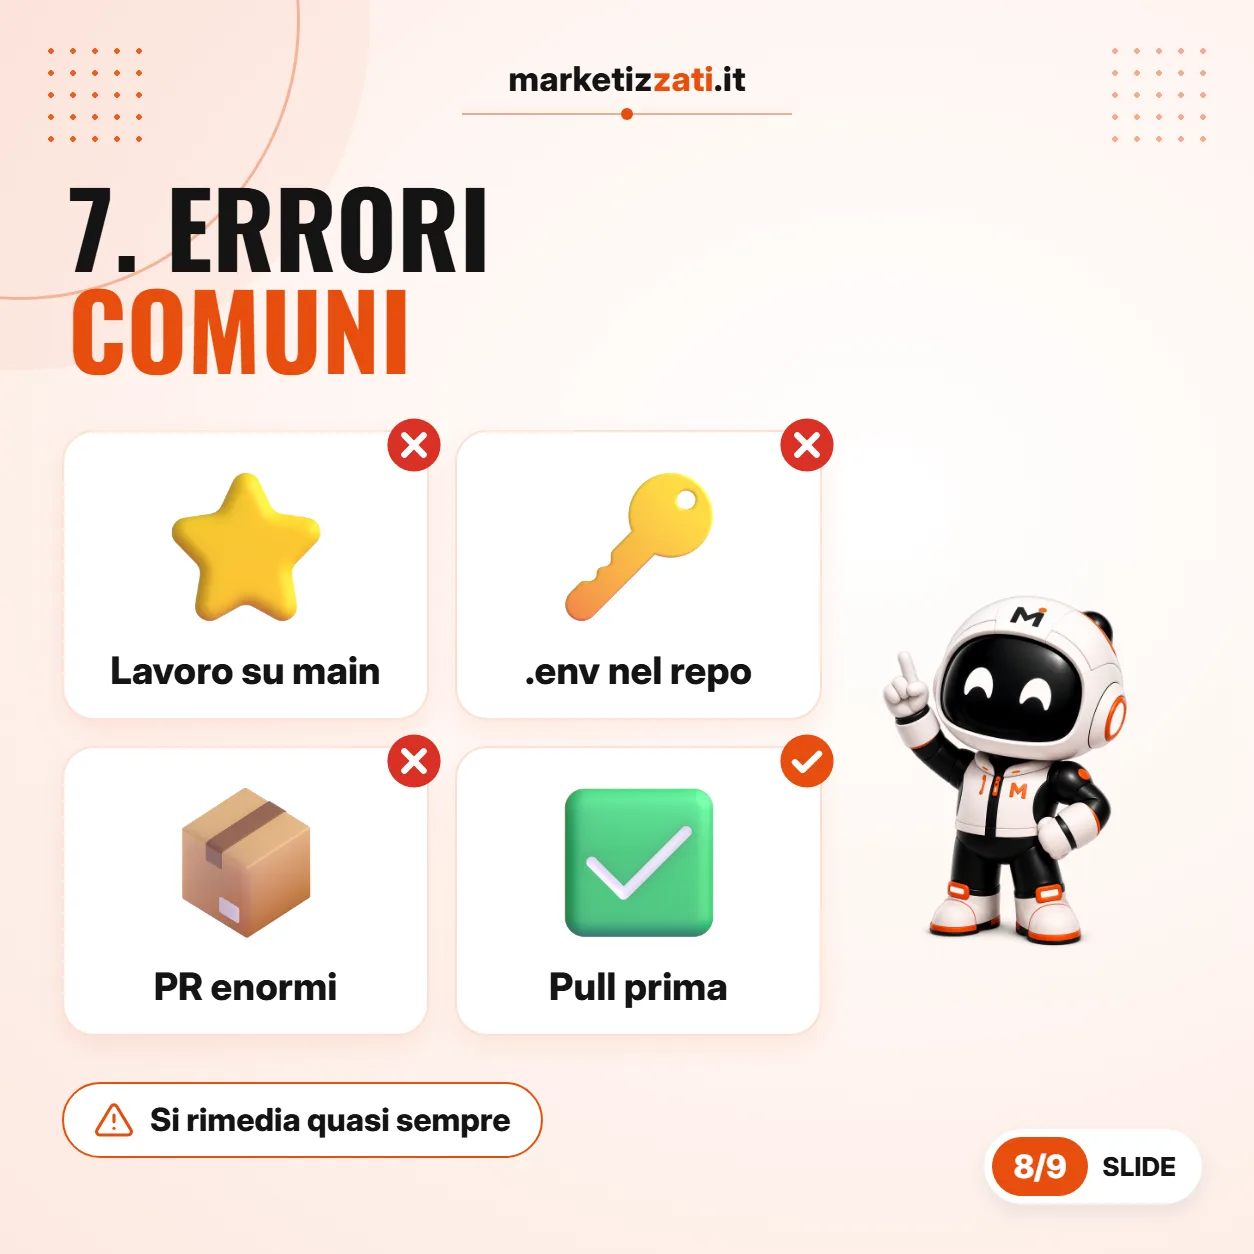 marketizzati.it
7. ERRORI
COMUNI
Lavoro su main
.env nel repo
PR enormi
Pull prima
Si rimedia quasi sempre
8/9 SLIDE
M
M